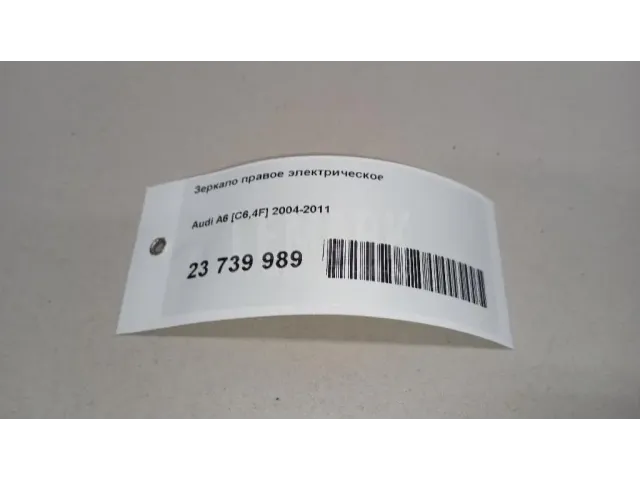 Зеркало правое электрическое
Audi A6 [C6,4F] 2004-2011
23 739 989